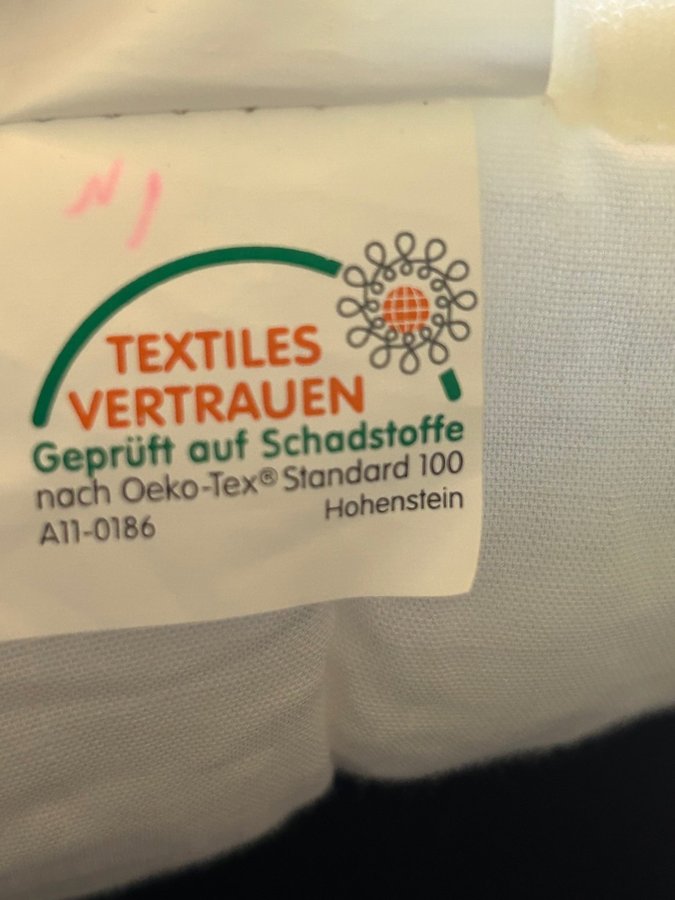 TEXTILES
VERTRAUEN
Geprüft auf Schadstoffe
nach Oeko-Tex® Standard 100
Hohenstein
A11-0186